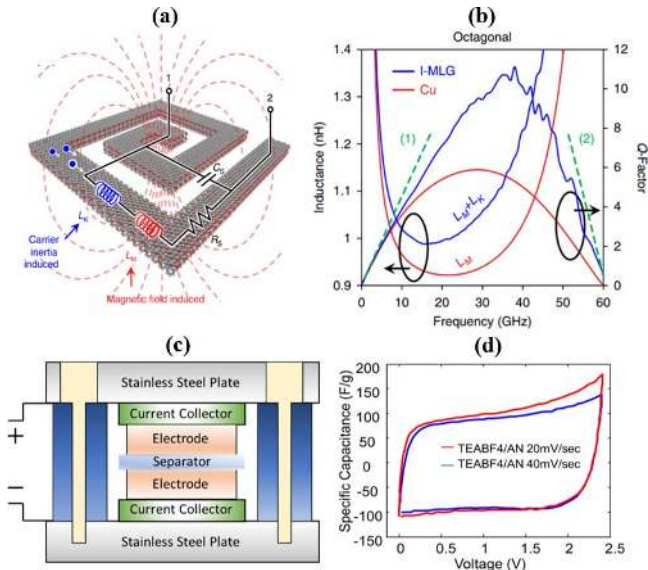 (a)
1
2
C_S
L_K
R_S
Carrier
inertia
induced
L_M
Magnetic field induced
(b)
Octagonal
I-MLG
Cu
(1)
(2)
L_M+L_K
L_M
1.4
1.3
1.2
1.1
1
0.9
Inductance (nH)
12
10
8
6
4
2
0
Q-Factor
0 10 20 30 40 50 60
Frequency (GHz)
(c)
Stainless Steel Plate
Current Collector
Electrode
Separator
Electrode
Current Collector
Stainless Steel Plate
+
−
(d)
200
150
100
50
0
-50
-100
-150
Specific Capacitance (F/g)
TEABF4/AN 20mV/sec
TEABF4/AN 40mV/sec
0 0.5 1 1.5 2 2.5
Voltage (V)